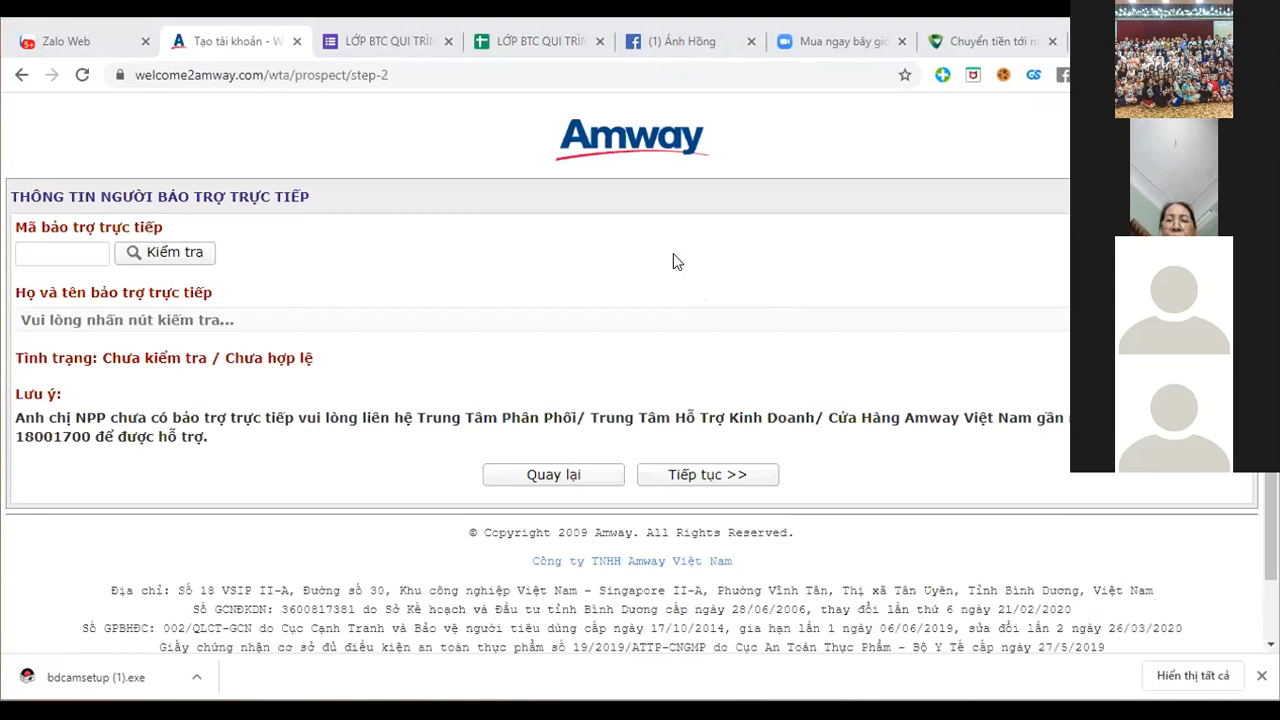 Zalo Web
Tạo tài khoản - W
LỚP BTC QUI TRÌN
LỚP BTC QUI TRÌN
(1) Ánh Hồng
Mua ngay bây giờ
Chuyển tiền tới n
welcome2amway.com/wta/prospect/step-2
Amway
THÔNG TIN NGƯỜI BẢO TRỢ TRỰC TIẾP
Mã bảo trợ trực tiếp
Kiểm tra
Họ và tên bảo trợ trực tiếp
Vui lòng nhấn nút kiểm tra...
Tình trạng: Chưa kiểm tra / Chưa hợp lệ
Lưu ý:
Anh chị NPP chưa có bảo trợ trực tiếp vui lòng liên hệ Trung Tâm Phân Phối/ Trung Tâm Hỗ Trợ Kinh Doanh/ Cửa Hàng Amway Việt Nam gần
18001700 để được hỗ trợ.
Quay lại
Tiếp tục >>
© Copyright 2009 Amway. All Rights Reserved.
Công ty TNHH Amway Việt Nam
Địa chỉ: Số 18 VSIP II-A, Đường số 30, Khu công nghiệp Việt Nam - Singapore II-A, Phường Vĩnh Tân, Thị xã Tân Uyên, Tỉnh Bình Dương, Việt Nam
Số GCNĐKDN: 3600817381 do Sở Kế hoạch và Đầu tư tỉnh Bình Dương cấp ngày 28/06/2006, thay đổi lần thứ 6 ngày 21/02/2020
Số GPBHĐC: 002/QLCT-GCN do Cục Cạnh Tranh và Bảo vệ người tiêu dùng cấp ngày 17/10/2014, gia hạn lần 1 ngày 06/06/2019, sửa đổi lần 2 ngày 26/03/2020
Giấy chứng nhận cơ sở đủ điều kiện an toàn thực phẩm số 19/2019/ATTP-CNGMP do Cục An Toàn Thực Phẩm - Bộ Y Tế cấp ngày 27/5/2019
bdcamsetup (1).exe
Hiển thị tất cả